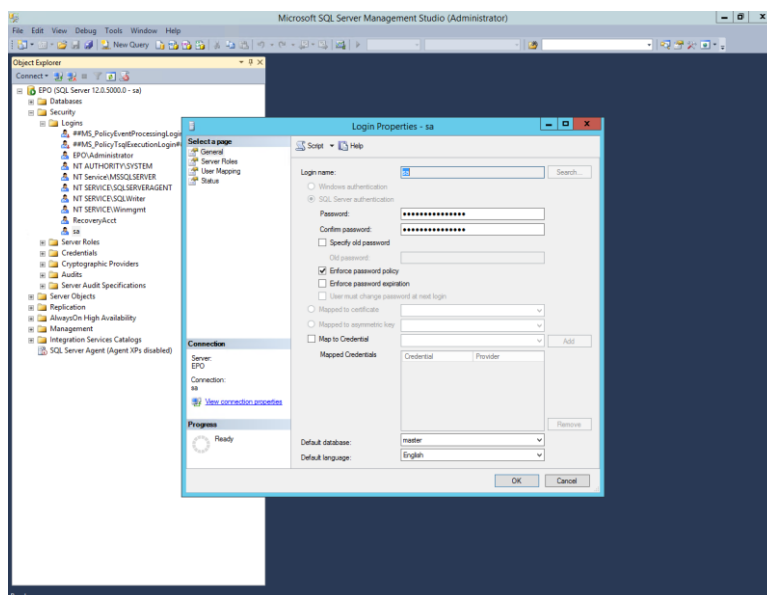 Microsoft SQL Server Management Studio (Administrator)
File Edit View Debug Tools Window Help
New Query
Object Explorer
Connect
EPO (SQL Server 12.0.5000.0 - sa)
Databases
Security
Logins
##MS_PolicyEventProcessingLogin
##MS_PolicyTsqlExecutionLogin#
EPO\Administrator
NT AUTHORITY\SYSTEM
NT Service\MSSQLSERVER
NT SERVICE\SQLSERVERAGENT
NT SERVICE\SQLWriter
NT SERVICE\Winmgmt
RecoveryAcct
sa
Server Roles
Credentials
Cryptographic Providers
Audits
Server Audit Specifications
Server Objects
Replication
AlwaysOn High Availability
Management
Integration Services Catalogs
SQL Server Agent (Agent XPs disabled)
Login Properties - sa
Select a page
General
Server Roles
User Mapping
Status
Connection
Server:
EPO
Connection:
sa
View connection properties
Progress
Ready
Script Help
Login name: sa Search...
Windows authentication
SQL Server authentication
Password: •••••••••••••••
Confirm password: •••••••••••••••
Specify old password
Old password:
Enforce password policy
Enforce password expiration
User must change password at next login
Mapped to certificate
Mapped to asymmetric key
Map to Credential Add
Mapped Credentials Credential Provider
Remove
Default database: master
Default language: English
OK Cancel